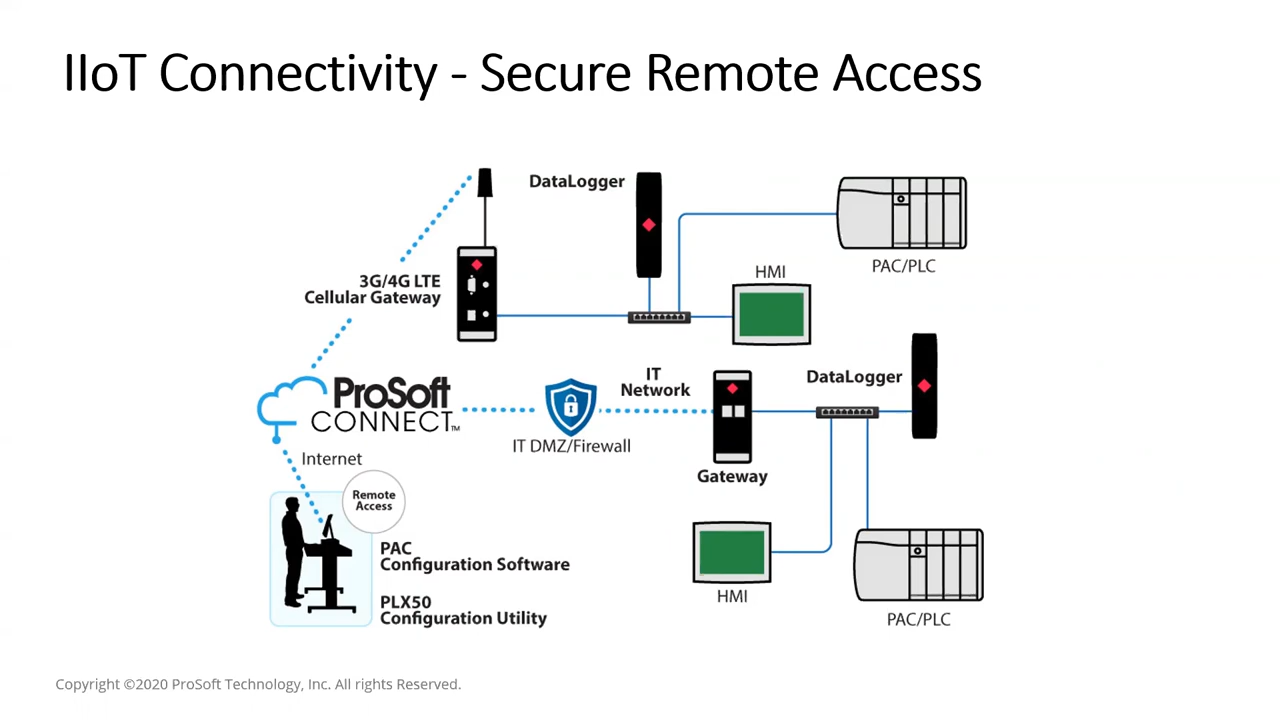 IIoT Connectivity - Secure Remote Access
DataLogger
PAC/PLC
HMI
3G/4G LTE
Cellular Gateway
DataLogger
IT
Network
ProSoft
CONNECT™
IT DMZ/Firewall
Gateway
Internet
Remote
Access
PAC
Configuration Software
PLX50
Configuration Utility
HMI
PAC/PLC
Copyright ©2020 ProSoft Technology, Inc. All rights Reserved.